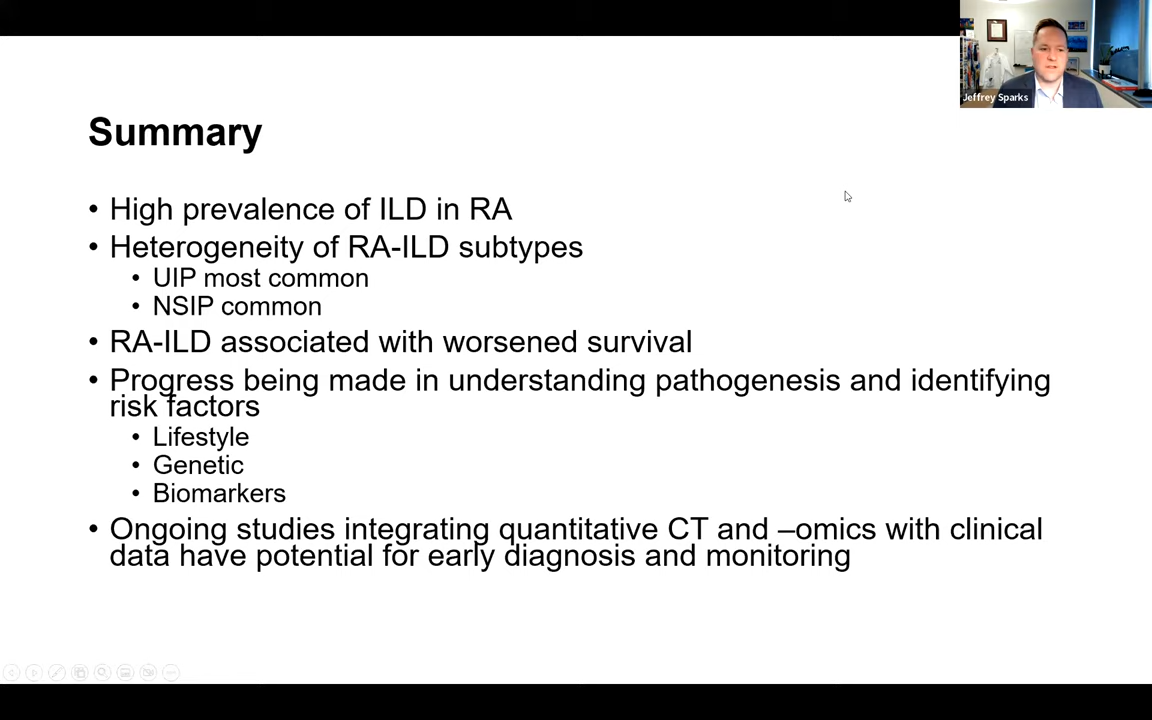 Jeffrey Sparks
Summary
• High prevalence of ILD in RA
• Heterogeneity of RA-ILD subtypes
• UIP most common
• NSIP common
• RA-ILD associated with worsened survival
• Progress being made in understanding pathogenesis and identifying
risk factors
• Lifestyle
• Genetic
• Biomarkers
• Ongoing studies integrating quantitative CT and –omics with clinical
data have potential for early diagnosis and monitoring